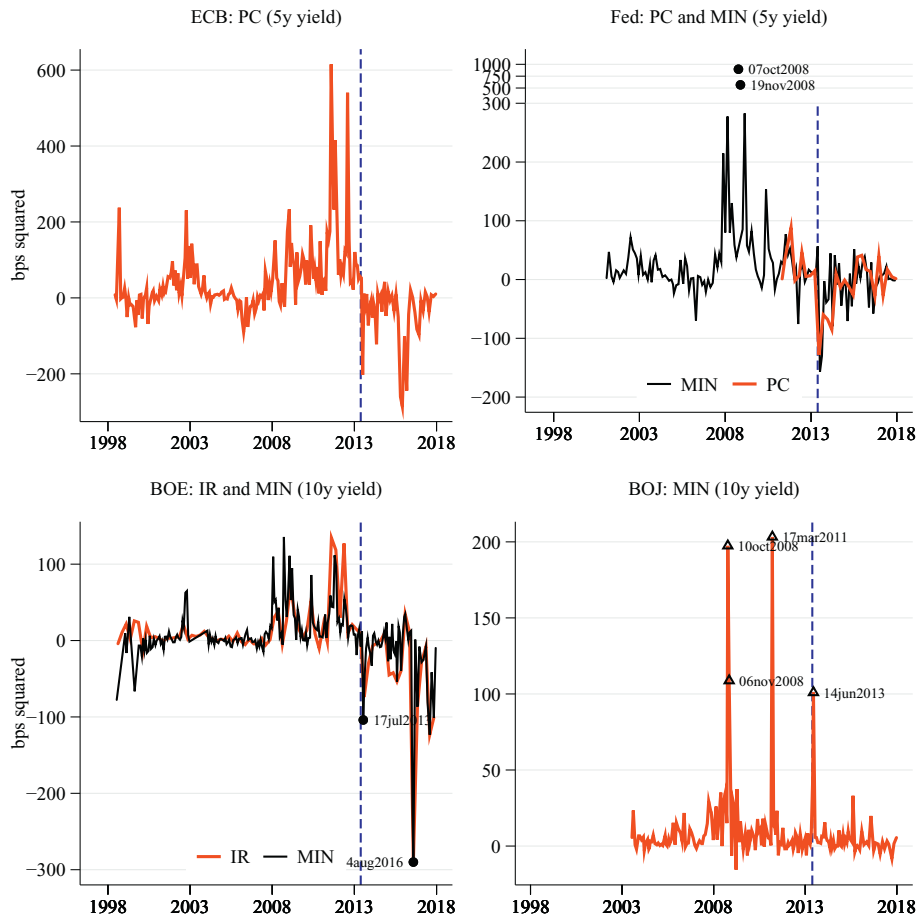 ECB: PC (5y yield)
bps squared
600
400
200
0
−200
1998 2003 2008 2013 2018
Fed: PC and MIN (5y yield)
1000
750
500
300
200
100
0
−100
−200
07oct2008
19nov2008
MIN PC
1998 2003 2008 2013 2018
BOE: IR and MIN (10y yield)
bps squared
100
0
−100
−200
−300
17jul2013
4aug2016
IR MIN
1998 2003 2008 2013 2018
BOJ: MIN (10y yield)
200
150
100
50
0
17mar2011
10oct2008
06nov2008
14jun2013
1998 2003 2008 2013 2018